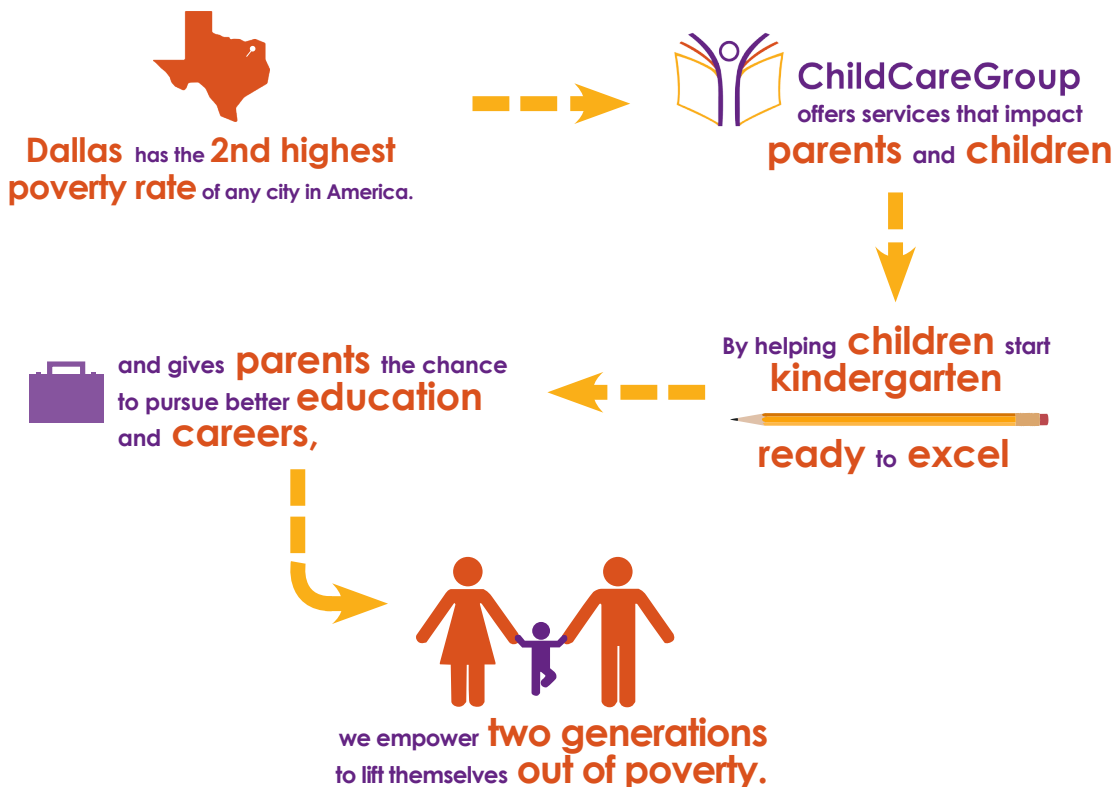 Dallas has the 2nd highest
poverty rate of any city in America.
ChildCareGroup
offers services that impact
parents and children
By helping children start
kindergarten
ready to excel
and gives parents the chance
to pursue better education
and careers,
we empower two generations
to lift themselves out of poverty.